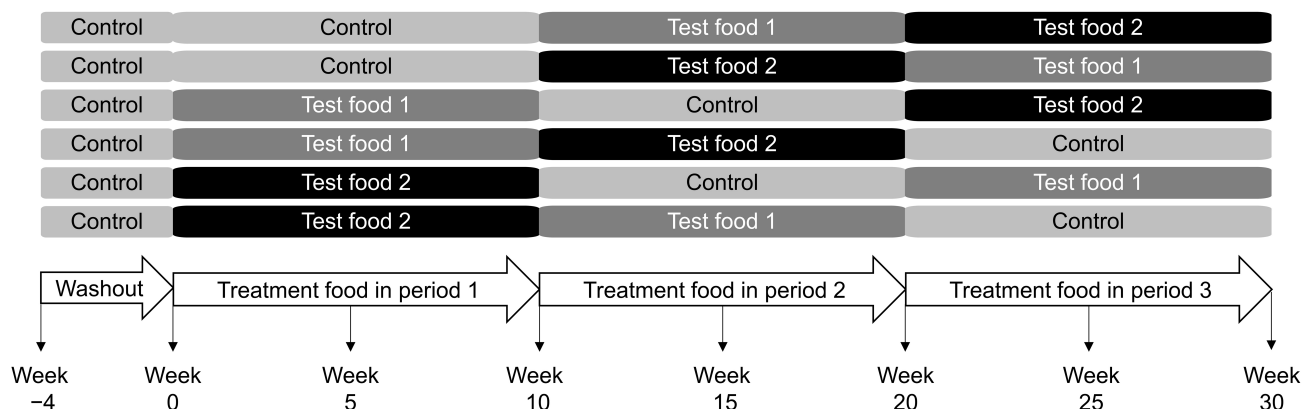 Control Control Test food 1 Test food 2
Control Control Test food 2 Test food 1
Control Test food 1 Control Test food 2
Control Test food 1 Test food 2 Control
Control Test food 2 Control Test food 1
Control Test food 2 Test food 1 Control
Washout Treatment food in period 1 Treatment food in period 2 Treatment food in period 3
Week Week Week Week Week Week Week Week
−4 0 5 10 15 20 25 30